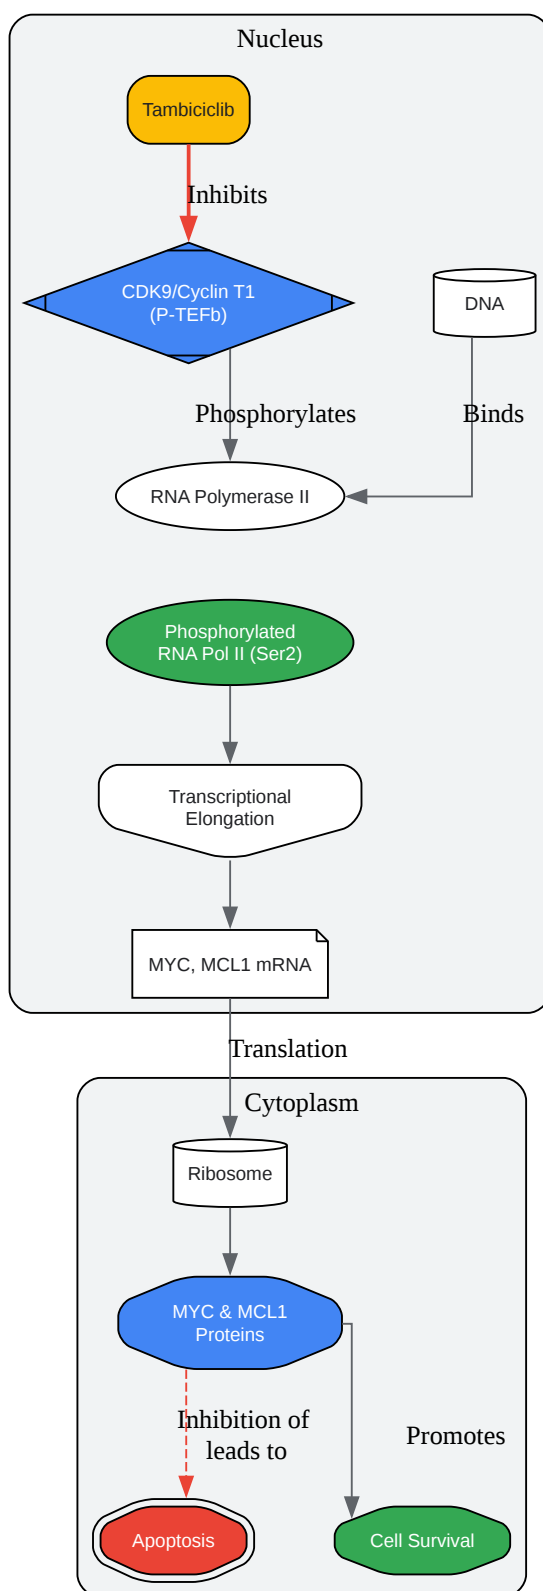 Nucleus
Tambiciclib
Inhibits
CDK9/Cyclin T1
(P-TEFb)
DNA
Phosphorylates
Binds
RNA Polymerase II
Phosphorylated
RNA Pol II (Ser2)
Transcriptional
Elongation
MYC, MCL1 mRNA
Translation
Cytoplasm
Ribosome
MYC & MCL1
Proteins
Inhibition of
leads to
Promotes
Apoptosis
Cell Survival